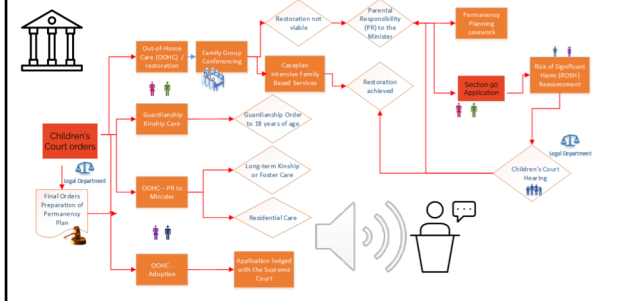 Out-of-Home
Care (OOHC) /
restoration
Family Group
Conferencing
Restoration not
viable
Parental
Responsibility
(PR) to the
Minister
Permanency
Planning
casework
Caseplan
Intensive Family
Based Services
Restoration
achieved
Section 90
Application
Risk of Significant
Harm (ROSH)
Reassessment
Guardianship
Kinship Care
Guardianship Order
to 18 years of age
Children's
Court orders
Legal Department
Final Orders
Preparation of
Permanency
Plan
OOHC – PR to
Minister
Long-term Kinship
or Foster Care
Residential Care
Legal Department
Children's Court
Hearing
OOHC -
Adoption
Application lodged
with the Supreme
Court